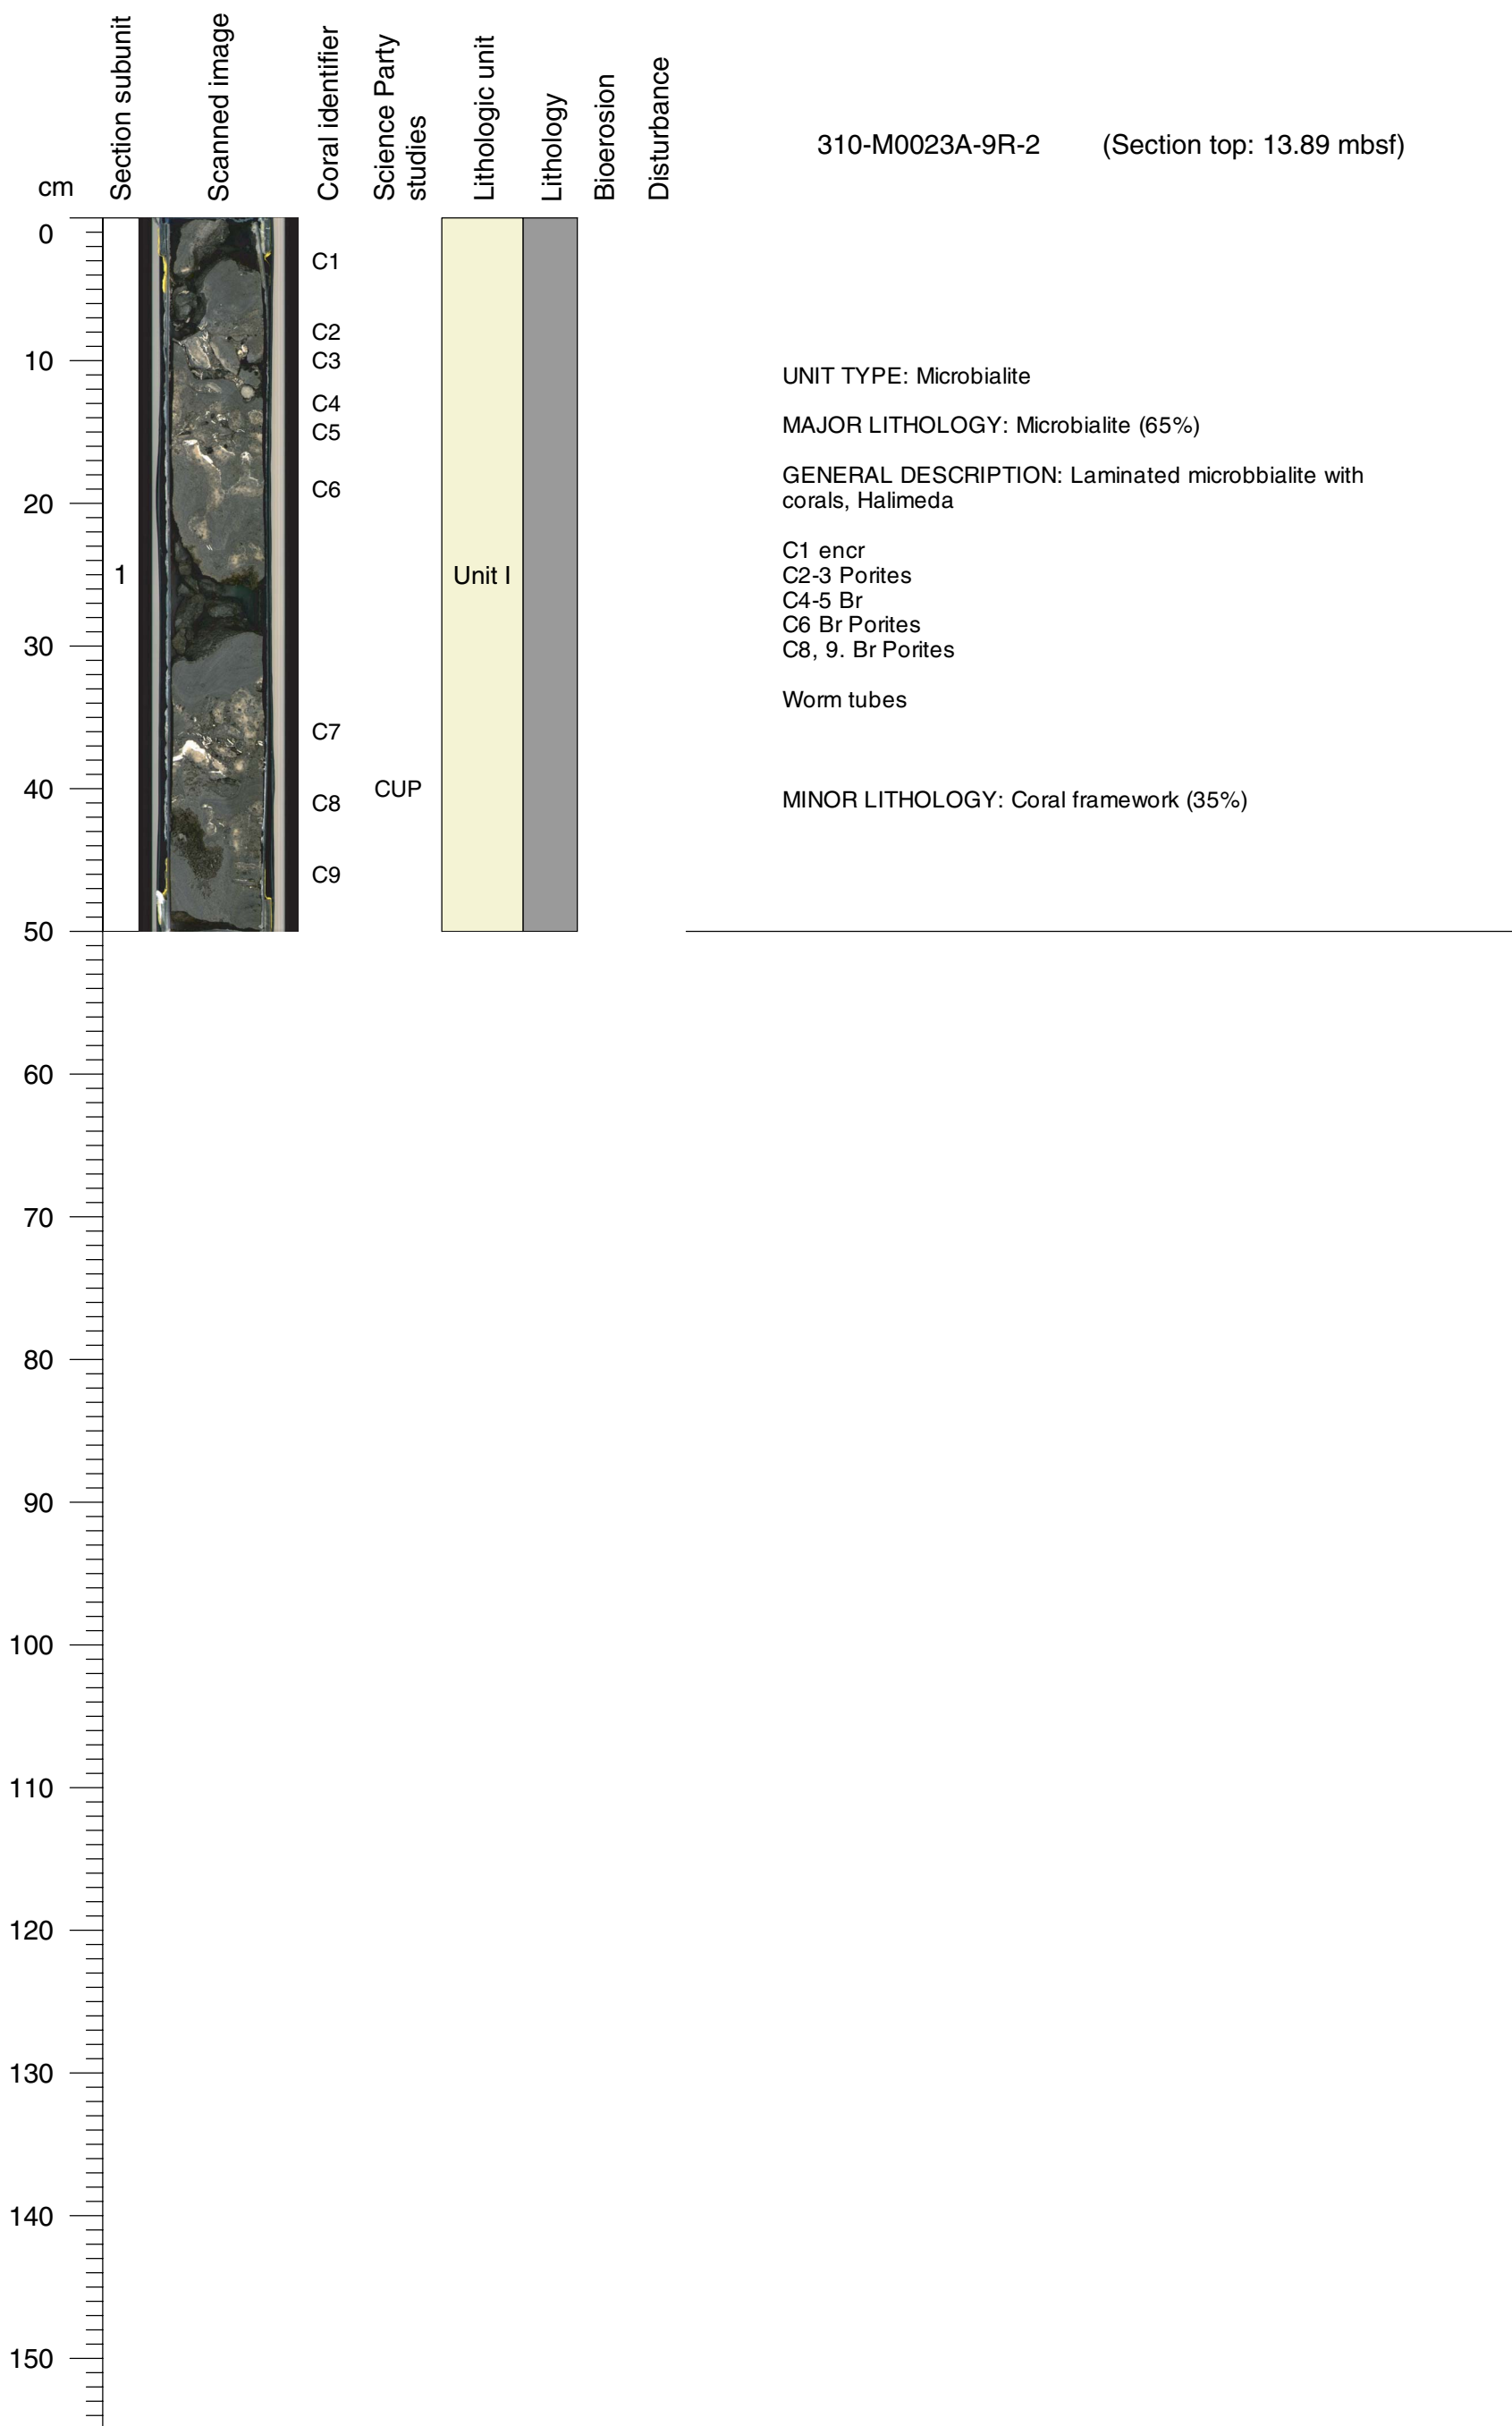 cm
Section subunit
Scanned image
Coral identifier
Science Party
studies
Lithologic unit
Lithology
Bioerosion
Disturbance
310-M0023A-9R-2 (Section top: 13.89 mbsf)
0
10
20
30
40
50
60
70
80
90
100
110
120
130
140
150
1
C1
C2
C3
C4
C5
C6
C7
C8
C9
CUP
Unit I
UNIT TYPE: Microbialite
MAJOR LITHOLOGY: Microbialite (65%)
GENERAL DESCRIPTION: Laminated microbbialite with
corals, Halimeda
C1 encr
C2-3 Porites
C4-5 Br
C6 Br Porites
C8, 9. Br Porites
Worm tubes
MINOR LITHOLOGY: Coral framework (35%)